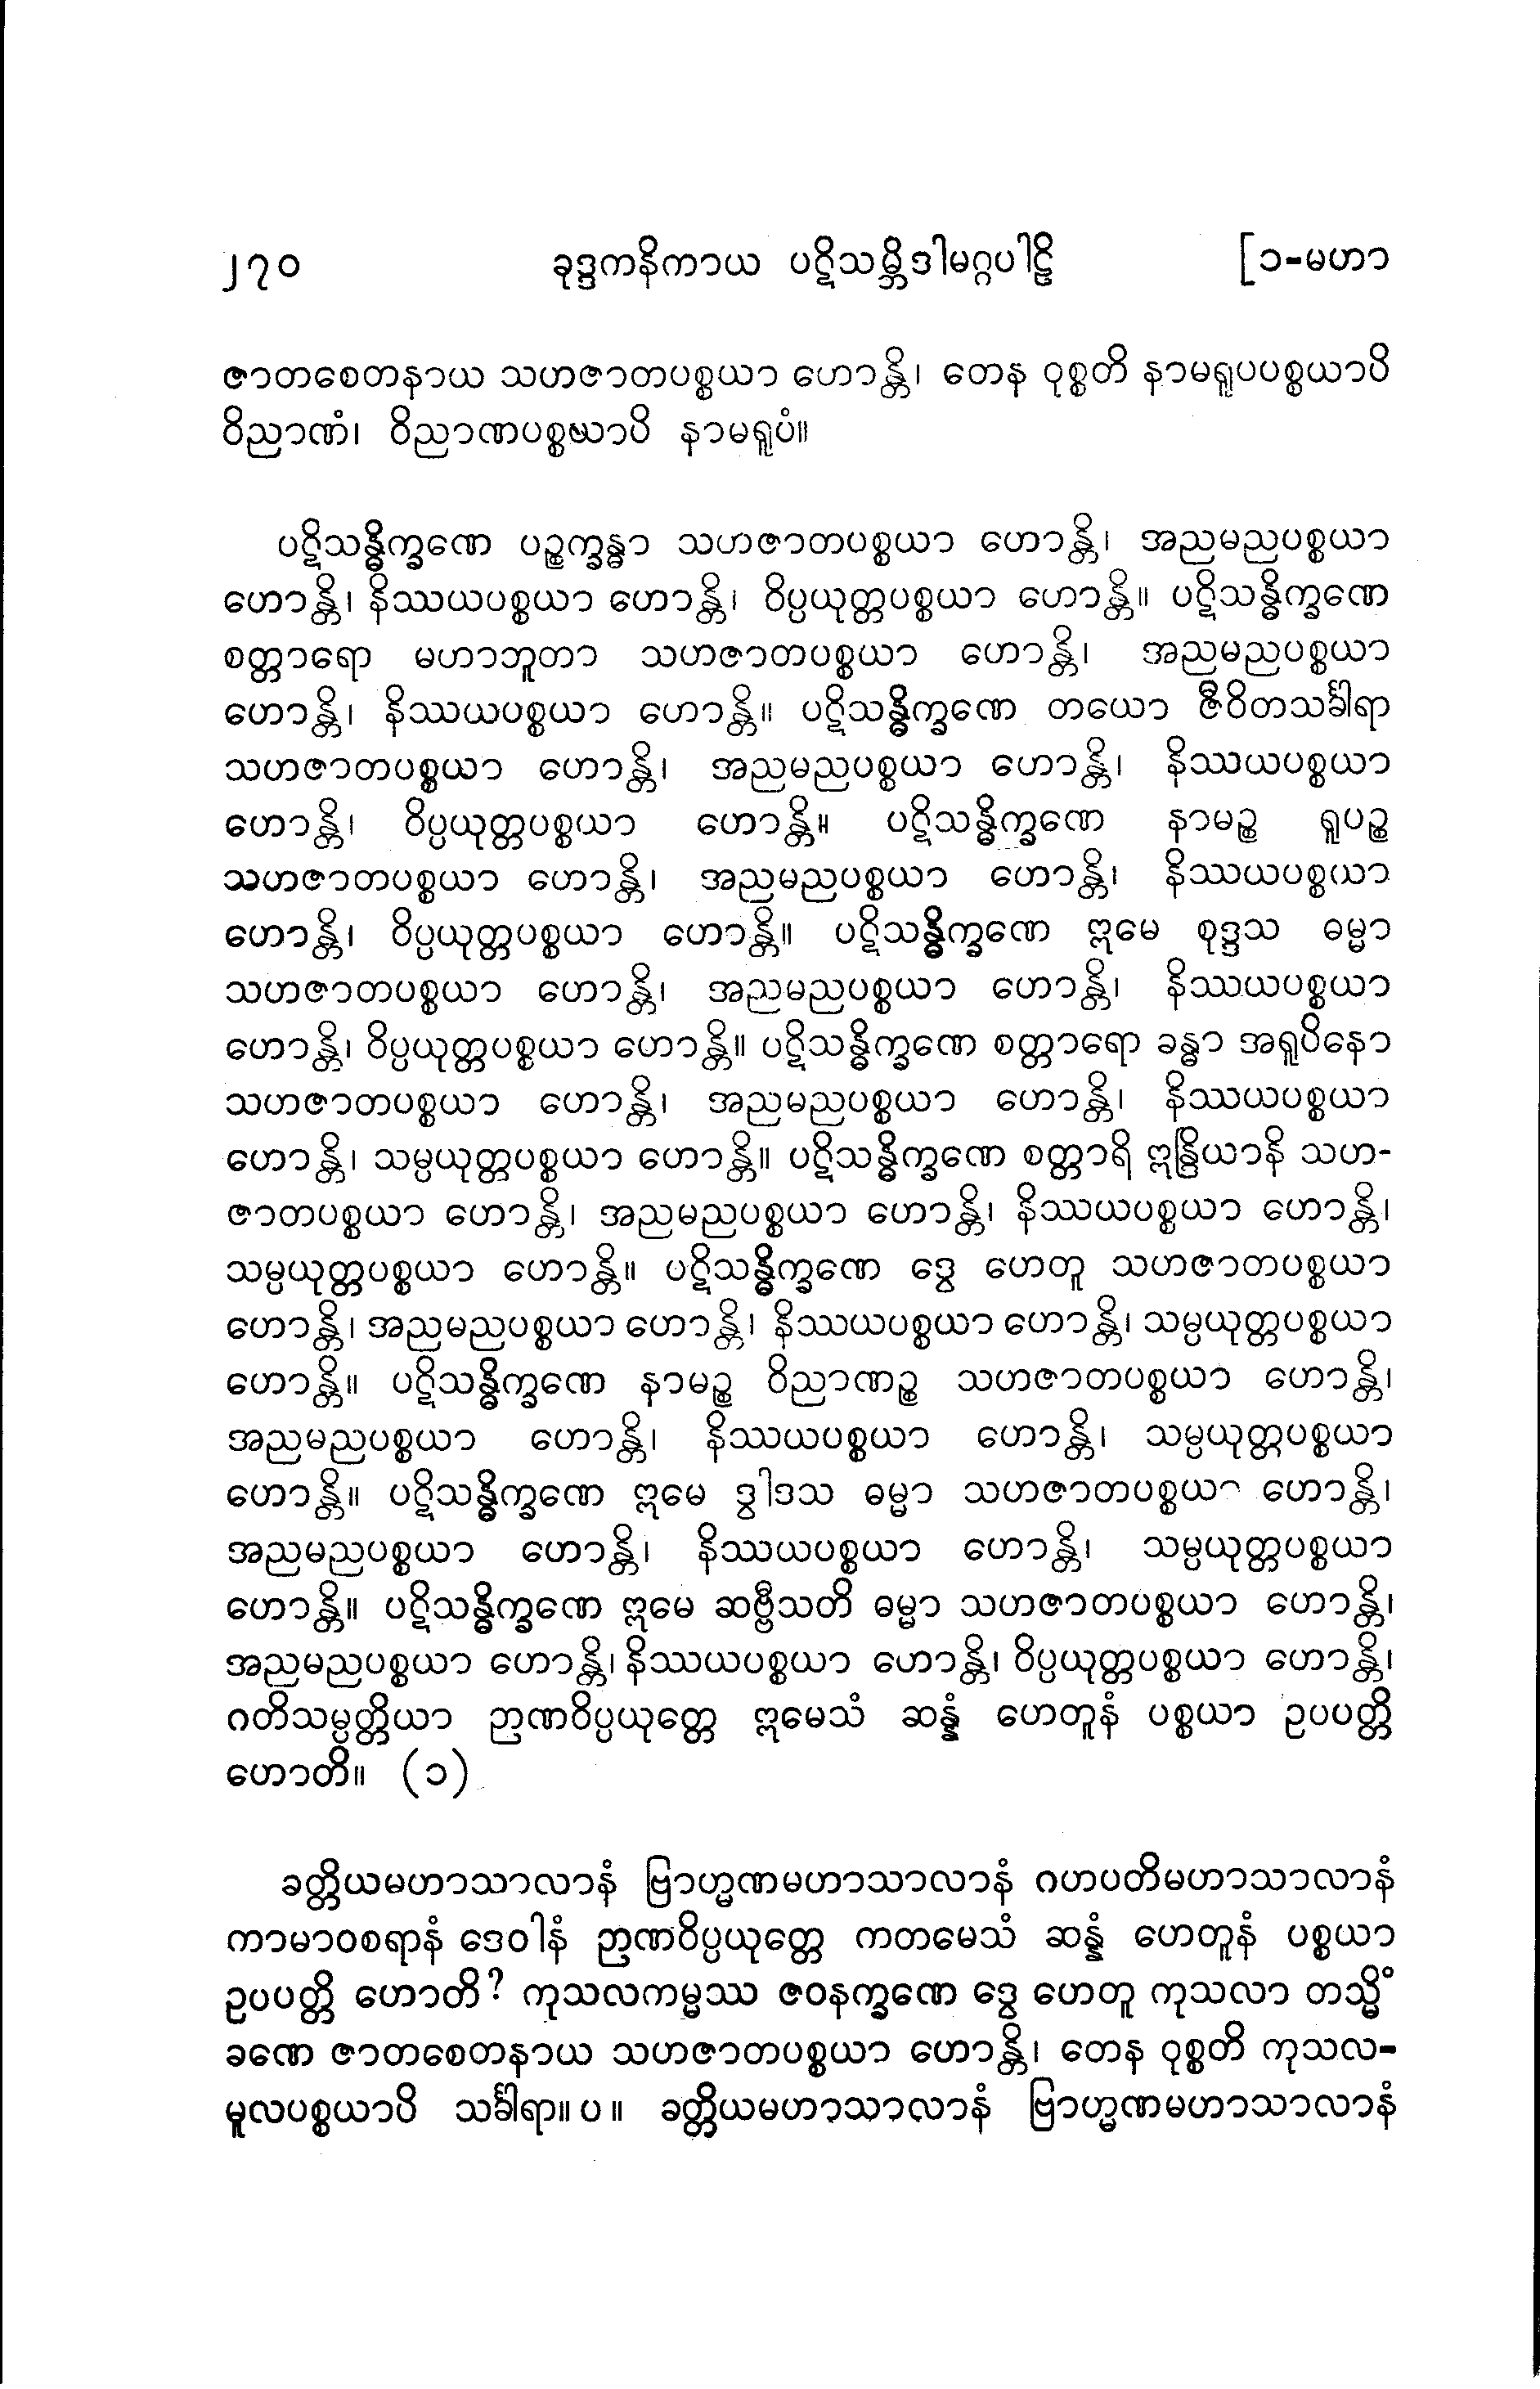 ၂၇၀ ခုဒ္ဒကနိကာယ ပဋိသမ္ဘိဒါမဂ္ဂပါဠိ [၁-မဟာ
ဇာတစေတနာယ သဟဇာတပစ္စယာ ဟောန္တိ၊ တေန ဝုစ္စတိ နာမရူပပစ္စယာပိ
ဝိညာဏံ၊ ဝိညာဏပစ္စယာပိ နာမရူပံ။
ပဋိသန္ဓိက္ခဏေ ပဉ္စက္ခန္ဓာ သဟဇာတပစ္စယာ ဟောန္တိ၊ အညမညပစ္စယာ
ဟောန္တိ၊ နိဿယပစ္စယာ ဟောန္တိ၊ ဝိပ္ပယုတ္တပစ္စယာ ဟောန္တိ။ ပဋိသန္ဓိက္ခဏေ
စတ္တာရော မဟာဘူတာ သဟဇာတပစ္စယာ ဟောန္တိ၊ အညမညပစ္စယာ
ဟောန္တိ၊ နိဿယပစ္စယာ ဟောန္တိ။ ပဋိသန္ဓိက္ခဏေ တယော ဇီဝိတသင်္ခါရာ
သဟဇာတပစ္စယာ ဟောန္တိ၊ အညမညပစ္စယာ ဟောန္တိ၊ နိဿယပစ္စယာ
ဟောန္တိ၊ ဝိပ္ပယုတ္တပစ္စယာ ဟောန္တိ။ ပဋိသန္ဓိက္ခဏေ နာမဉ္စ ရူပဉ္စ
သဟဇာတပစ္စယာ ဟောန္တိ၊ အညမညပစ္စယာ ဟောန္တိ၊ နိဿယပစ္စယာ
ဟောန္တိ၊ ဝိပ္ပယုတ္တပစ္စယာ ဟောန္တိ။ ပဋိသန္ဓိက္ခဏေ ဣမေ စုဒ္ဒသ ဓမ္မာ
သဟဇာတပစ္စယာ ဟောန္တိ၊ အညမညပစ္စယာ ဟောန္တိ၊ နိဿယပစ္စယာ
ဟောန္တိ၊ ဝိပ္ပယုတ္တပစ္စယာ ဟောန္တိ။ ပဋိသန္ဓိက္ခဏေ စတ္တာရော ခန္ဓာ အရူပိနော
သဟဇာတပစ္စယာ ဟောန္တိ၊ အညမညပစ္စယာ ဟောန္တိ၊ နိဿယပစ္စယာ
ဟောန္တိ၊ သမ္ပယုတ္တပစ္စယာ ဟောန္တိ။ ပဋိသန္ဓိက္ခဏေ စတ္တာရိ ဣန္ဒြိယာနိ သဟ-
ဇာတပစ္စယာ ဟောန္တိ၊ အညမညပစ္စယာ ဟောန္တိ၊ နိဿယပစ္စယာ ဟောန္တိ၊
သမ္ပယုတ္တပစ္စယာ ဟောန္တိ။ ပဋိသန္ဓိက္ခဏေ ဒွေ ဟေတူ သဟဇာတပစ္စယာ
ဟောန္တိ၊ အညမညပစ္စယာ ဟောန္တိ၊ နိဿယပစ္စယာ ဟောန္တိ၊ သမ္ပယုတ္တပစ္စယာ
ဟောန္တိ။ ပဋိသန္ဓိက္ခဏေ နာမဉ္စ ဝိညာဏဉ္စ သဟဇာတပစ္စယာ ဟောန္တိ၊
အညမညပစ္စယာ ဟောန္တိ၊ နိဿယပစ္စယာ ဟောန္တိ၊ သမ္ပယုတ္တပစ္စယာ
ဟောန္တိ။ ပဋိသန္ဓိက္ခဏေ ဣမေ ဒွါဒသ ဓမ္မာ သဟဇာတပစ္စယာ ဟောန္တိ၊
အညမညပစ္စယာ ဟောန္တိ၊ နိဿယပစ္စယာ ဟောန္တိ၊ သမ္ပယုတ္တပစ္စယာ
ဟောန္တိ။ ပဋိသန္ဓိက္ခဏေ ဣမေ ဆဗ္ဗီသတိ ဓမ္မာ သဟဇာတပစ္စယာ ဟောန္တိ၊
အညမညပစ္စယာ ဟောန္တိ၊ နိဿယပစ္စယာ ဟောန္တိ၊ ဝိပ္ပယုတ္တပစ္စယာ ဟောန္တိ၊
ဂတိသမ္ပတ္တိယာ ဉာဏဝိပ္ပယုတ္တေ ဣမေသံ ဆန္နံ ဟေတူနံ ပစ္စယာ ဥပပတ္တိ
ဟောတိ။ (၁)
ခတ္တိယမဟာသာလာနံ ဗြာဟ္မဏမဟာသာလာနံ ဂဟပတိမဟာသာလာနံ
ကာမာဝစရာနံ ဒေဝါနံ ဉာဏဝိပ္ပယုတ္တေ ကတမေသံ ဆန္နံ ဟေတူနံ ပစ္စယာ
ဥပပတ္တိ ဟောတိ? ကုသလကမ္မဿ ဇဝနက္ခဏေ ဒွေ ဟေတူ ကုသလာ တသ္မိံ
ခဏေ ဇာတစေတနာယ သဟဇာတပစ္စယာ ဟောန္တိ၊ တေန ဝုစ္စတိ ကုသလ-
မူလပစ္စယာပိ သင်္ခါရာ။ ပ ။ ခတ္တိယမဟာသာလာနံ ဗြာဟ္မဏမဟာသာလာနံ